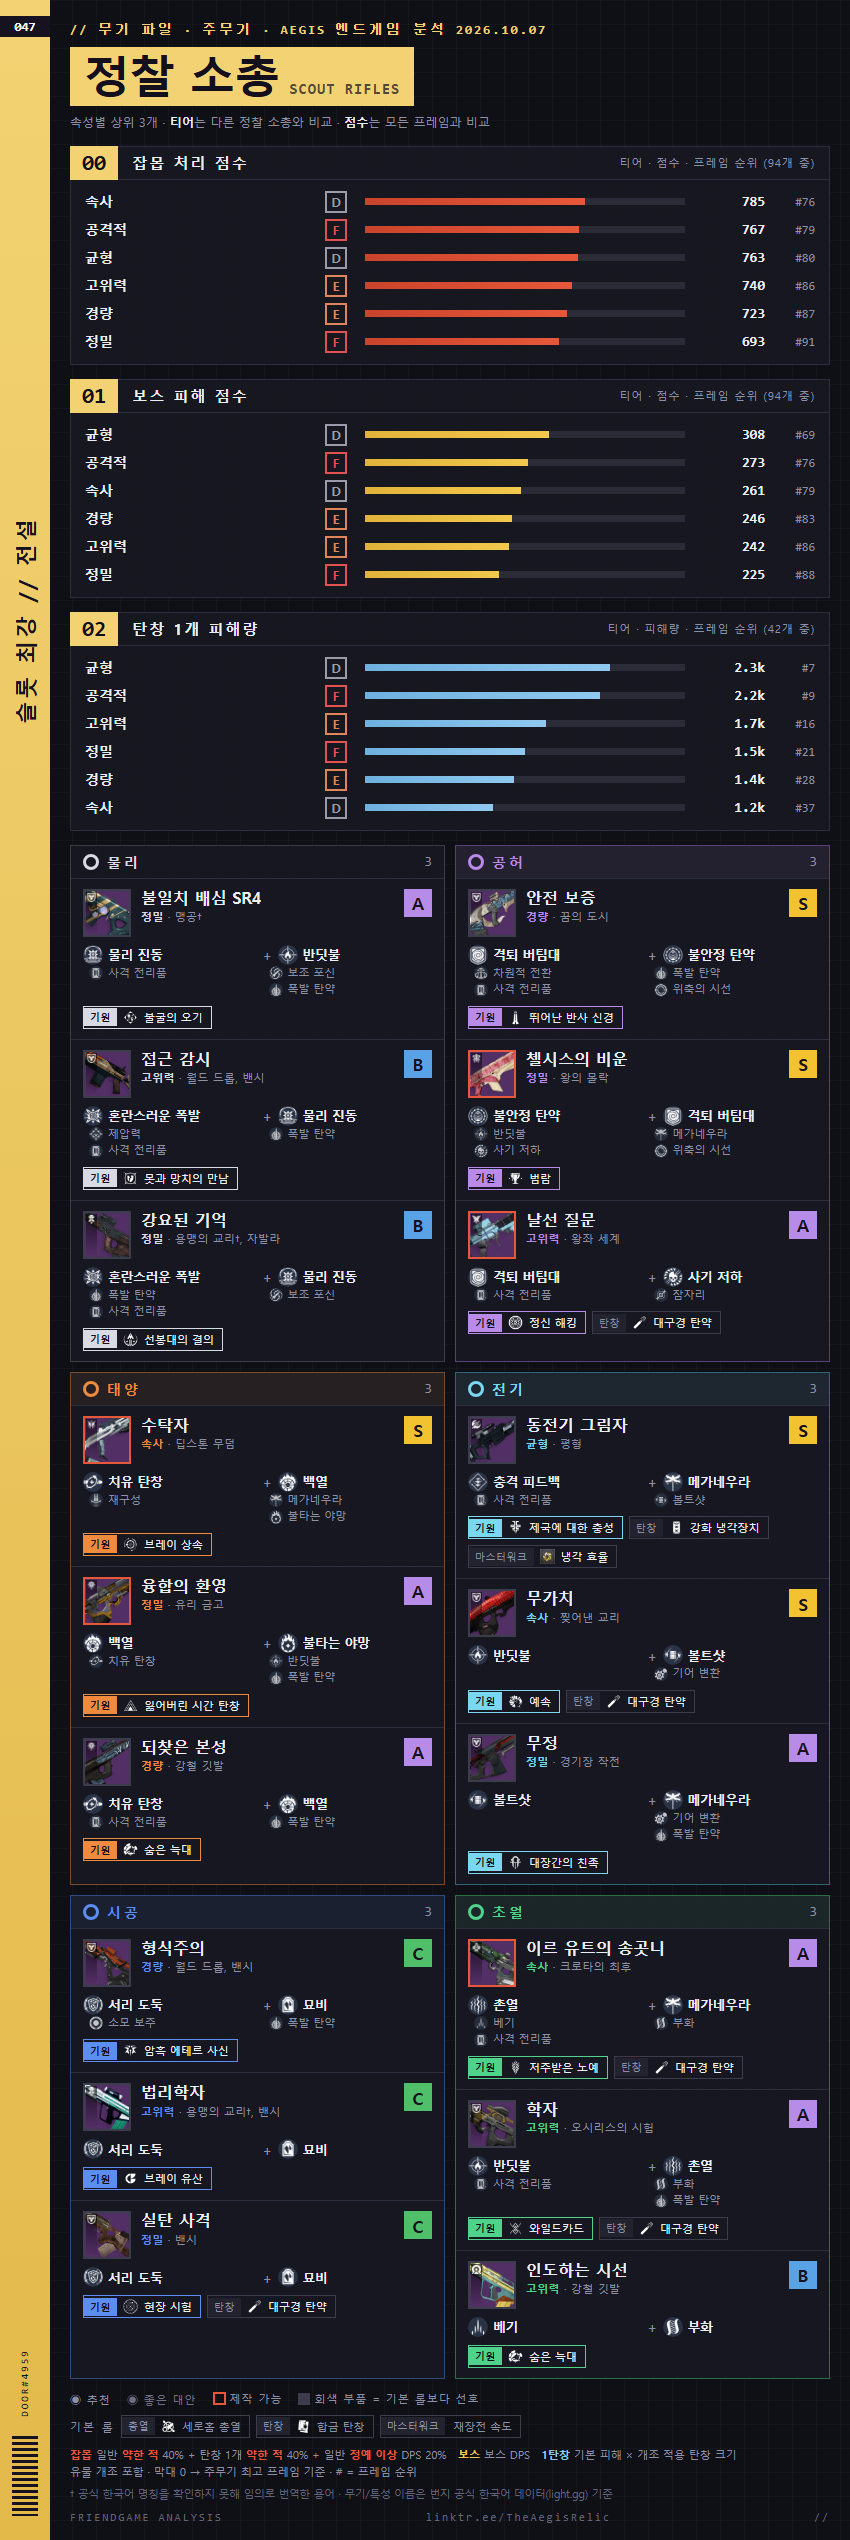 047
// 무기 파일 · 주무기 · AEGIS 엔드게임 분석 2026.10.07
정찰 소총 SCOUT RIFLES
속성별 상위 3개 · 티어는 다른 정찰 소총와 비교 · 점수는 모든 프레임과 비교
슬롯 최강 // 전설
00 잡몹 처리 점수 티어 · 점수 · 프레임 순위 (94개 중)
속사 D 785 #76
공격적 F 767 #79
균형 D 763 #80
고위력 E 740 #86
경량 E 723 #87
정밀 F 693 #91
01 보스 피해 점수 티어 · 점수 · 프레임 순위 (94개 중)
균형 D 308 #69
공격적 F 273 #76
속사 D 261 #79
경량 E 246 #83
고위력 E 242 #86
정밀 F 225 #88
02 탄창 1개 피해량 티어 · 피해량 · 프레임 순위 (42개 중)
균형 D 2.3k #7
공격적 F 2.2k #9
고위력 E 1.7k #16
정밀 F 1.5k #21
경량 E 1.4k #28
속사 D 1.2k #37
물리 3
불일치 배심 SR4 A
정밀 · 맹공†
물리 진동 + 반딧불
사격 전리품 보조 포신
폭발 탄약
기원 불굴의 오기
접근 감시 B
고위력 · 월드 드롭, 밴시
혼란스러운 폭발 + 물리 진동
제압력 폭발 탄약
사격 전리품
기원 못과 망치의 만남
강요된 기억 B
정밀 · 용맹의 교리†, 자발라
혼란스러운 폭발 + 물리 진동
폭발 탄약 보조 포신
사격 전리품
기원 선봉대의 결의
공허 3
안전 보증 S
경량 · 꿈의 도시
격퇴 버팀대 + 불안정 탄약
차원적 전환 폭발 탄약
사격 전리품 위축의 시선
기원 뛰어난 반사 신경
첼시스의 비운 S
정밀 · 왕의 몰락
불안정 탄약 + 격퇴 버팀대
반딧불 메가네우라
사기 저하 위축의 시선
기원 범람
날선 질문 A
고위력 · 왕좌 세계
격퇴 버팀대 + 사기 저하
사격 전리품 잠자리
기원 정신 해킹 탄창 대구경 탄약
태양 3
수탁자 S
속사 · 딥스톤 무덤
치유 탄창 + 백열
재구성 메가네우라
불타는 야망
기원 브레이 상속
융합의 환영 A
정밀 · 유리 금고
백열 + 불타는 야망
치유 탄창 반딧불
폭발 탄약
기원 잃어버린 시간 탄창
되찾은 본성 A
경량 · 강철 깃발
치유 탄창 + 백열
사격 전리품 폭발 탄약
기원 숨은 늑대
전기 3
동전기 그림자 S
균형 · 평형
충격 피드백 + 메가네우라
사격 전리품 볼트샷
기원 제국에 대한 충성 탄창 강화 냉각장치
마스터워크 냉각 효율
무가치 S
속사 · 찢어낸 교리
반딧불 + 볼트샷
기어 변환
기원 예속 탄창 대구경 탄약
무정 A
정밀 · 경기장 작전
볼트샷 + 메가네우라
기어 변환
폭발 탄약
기원 대장간의 친족
시공 3
형식주의 C
경량 · 월드 드롭, 밴시
서리 도둑 + 묘비
소모 보주 폭발 탄약
기원 암흑 에테르 사신
법리학자 C
고위력 · 용맹의 교리†, 밴시
서리 도둑 + 묘비
기원 브레이 유산
실탄 사격 C
정밀 · 밴시
서리 도둑 + 묘비
기원 현장 시험 탄창 대구경 탄약
초월 3
이르 유트의 송곳니 A
속사 · 크로타의 최후
촌열 + 메가네우라
베기 부화
사격 전리품
기원 저주받은 노예 탄창 대구경 탄약
학자 A
고위력 · 오시리스의 시험
반딧불 + 촌열
사격 전리품 부화
폭발 탄약
기원 와일드카드 탄창 대구경 탄약
인도하는 시선 B
고위력 · 강철 깃발
베기 + 부화
기원 숨은 늑대
DOOR#4959
추천 좋은 대안 제작 가능 회색 부품 = 기본 롤보다 선호
기본 롤 총열 세로홈 총열 탄창 합금 탄창 마스터워크 재장전 속도
잡몹 일반 약한 적 40% + 탄창 1개 약한 적 40% + 일반 정예 이상 DPS 20% 보스 보스 DPS 1탄창 기본 피해 × 개조 적용 탄창 크기
유물 개조 포함 · 막대 0 → 주무기 최고 프레임 기준 · # = 프레임 순위
† 공식 한국어 명칭을 확인하지 못해 임의로 번역한 용어 · 무기/특성 이름은 번지 공식 한국어 데이터(light.gg) 기준
FRIENDGAME ANALYSIS linktr.ee/TheAegisRelic //